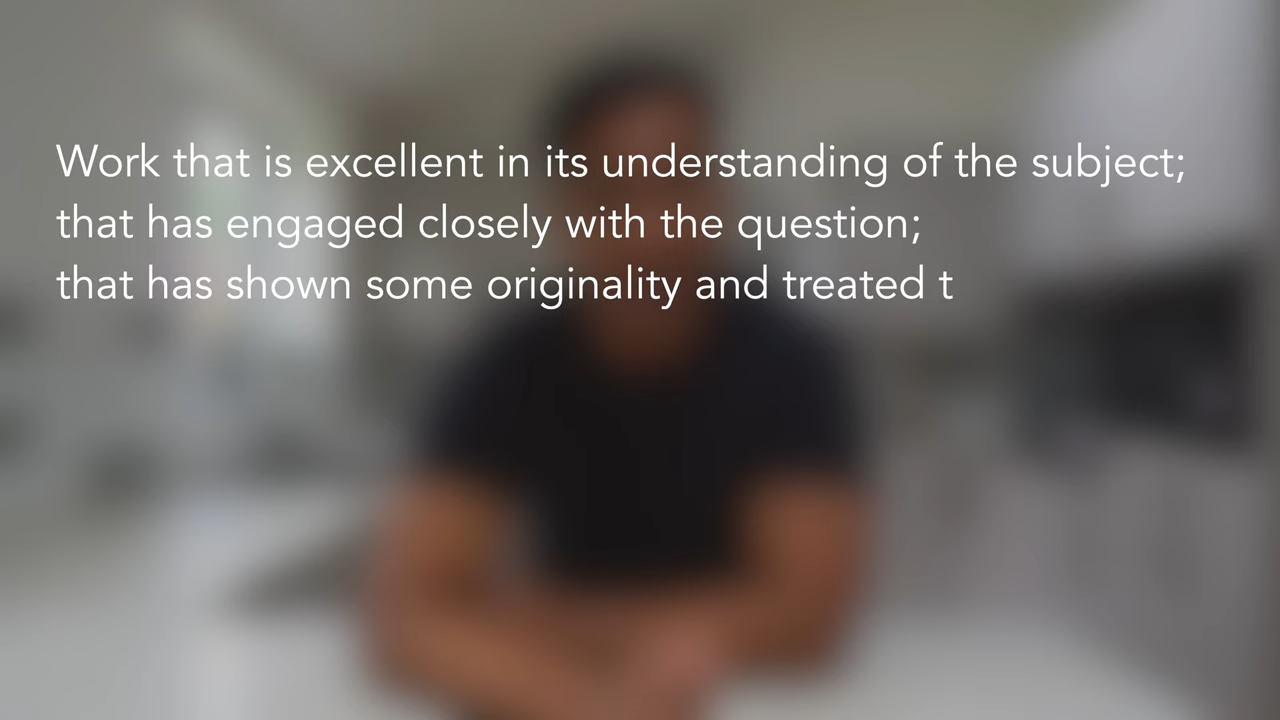 Work that is excellent in its understanding of the subject;
that has engaged closely with the question;
that has shown some originality and treated t